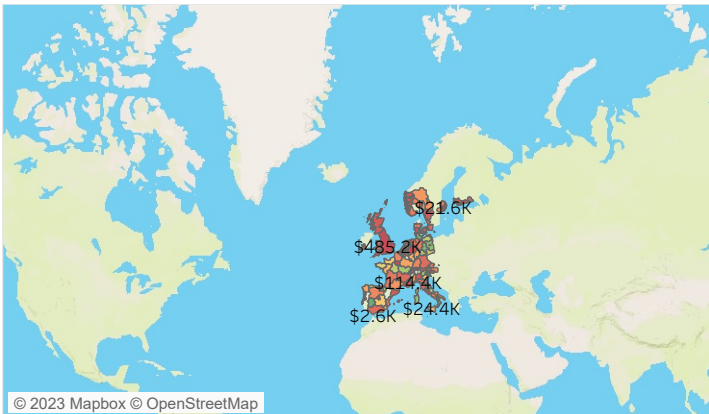 $21.6K
$485.2K
$114.4K
$24.4K
$2.6K
© 2023 Mapbox © OpenStreetMap